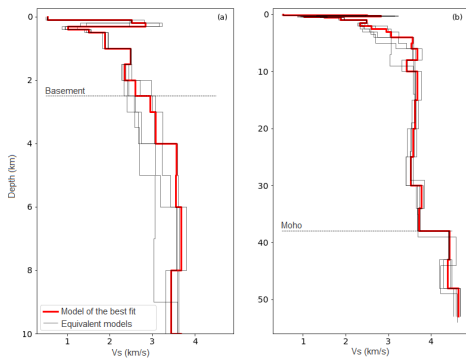 (a)
(b)
0
2
4
6
8
10
Depth (km)
Basement
Model of the best fit
Equivalent models
1
2
3
4
Vs (km/s)
0
10
20
30
40
50
Moho
1
2
3
4
Vs (km/s)